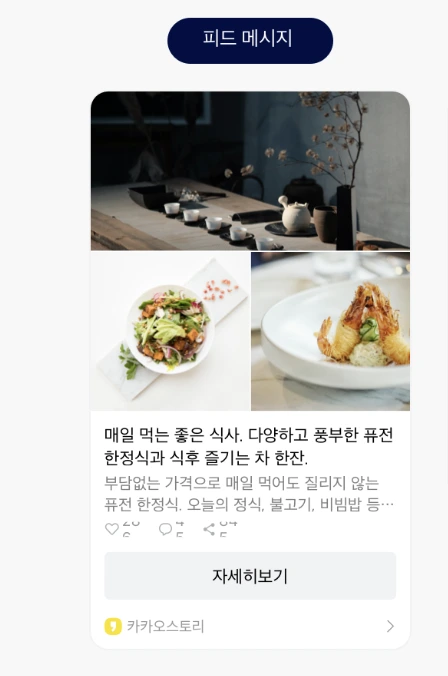 피드 메시지
매일 먹는 좋은 식사. 다양하고 풍부한 퓨전
한정식과 식후 즐기는 차 한잔.
부담없는 가격으로 매일 먹어도 질리지 않는
퓨전 한정식. 오늘의 정식, 불고기, 비빔밥 등…
자세히보기
카카오스토리